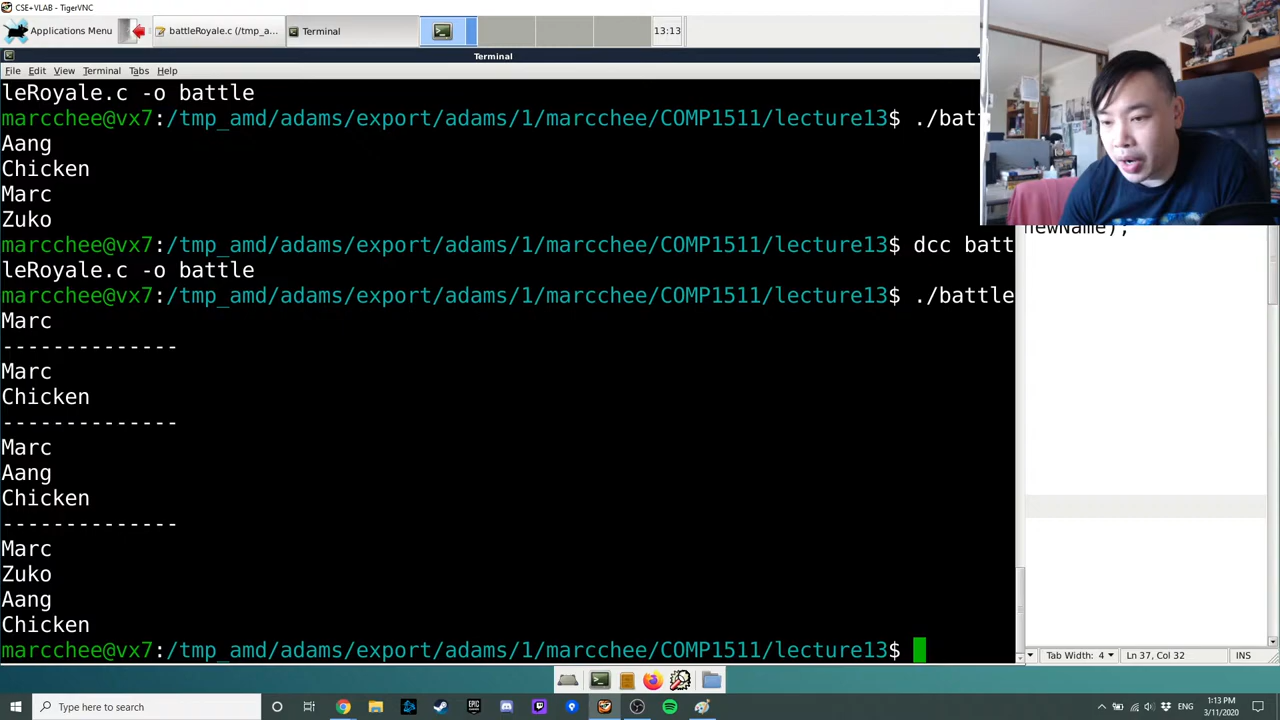 CSE+VLAB - TigerVNC
Applications Menu
battleRoyale.c (/tmp_a...
Terminal
13:13
Terminal
File Edit View Terminal Tabs Help
leRoyale.c -o battle
marcchee@vx7:/tmp_amd/adams/export/adams/1/marcchee/COMP1511/lecture13$ ./batt
Aang
Chicken
Marc
Zuko
marcchee@vx7:/tmp_amd/adams/export/adams/1/marcchee/COMP1511/lecture13$ dcc batt
leRoyale.c -o battle
newName);
marcchee@vx7:/tmp_amd/adams/export/adams/1/marcchee/COMP1511/lecture13$ ./battle
Marc
--------------
Marc
Chicken
--------------
Marc
Aang
Chicken
--------------
Marc
Zuko
Aang
Chicken
marcchee@vx7:/tmp_amd/adams/export/adams/1/marcchee/COMP1511/lecture13$
Tab Width: 4
Ln 37, Col 32
INS
Type here to search
EPIC
ENG
1:13 PM
3/11/2020
7